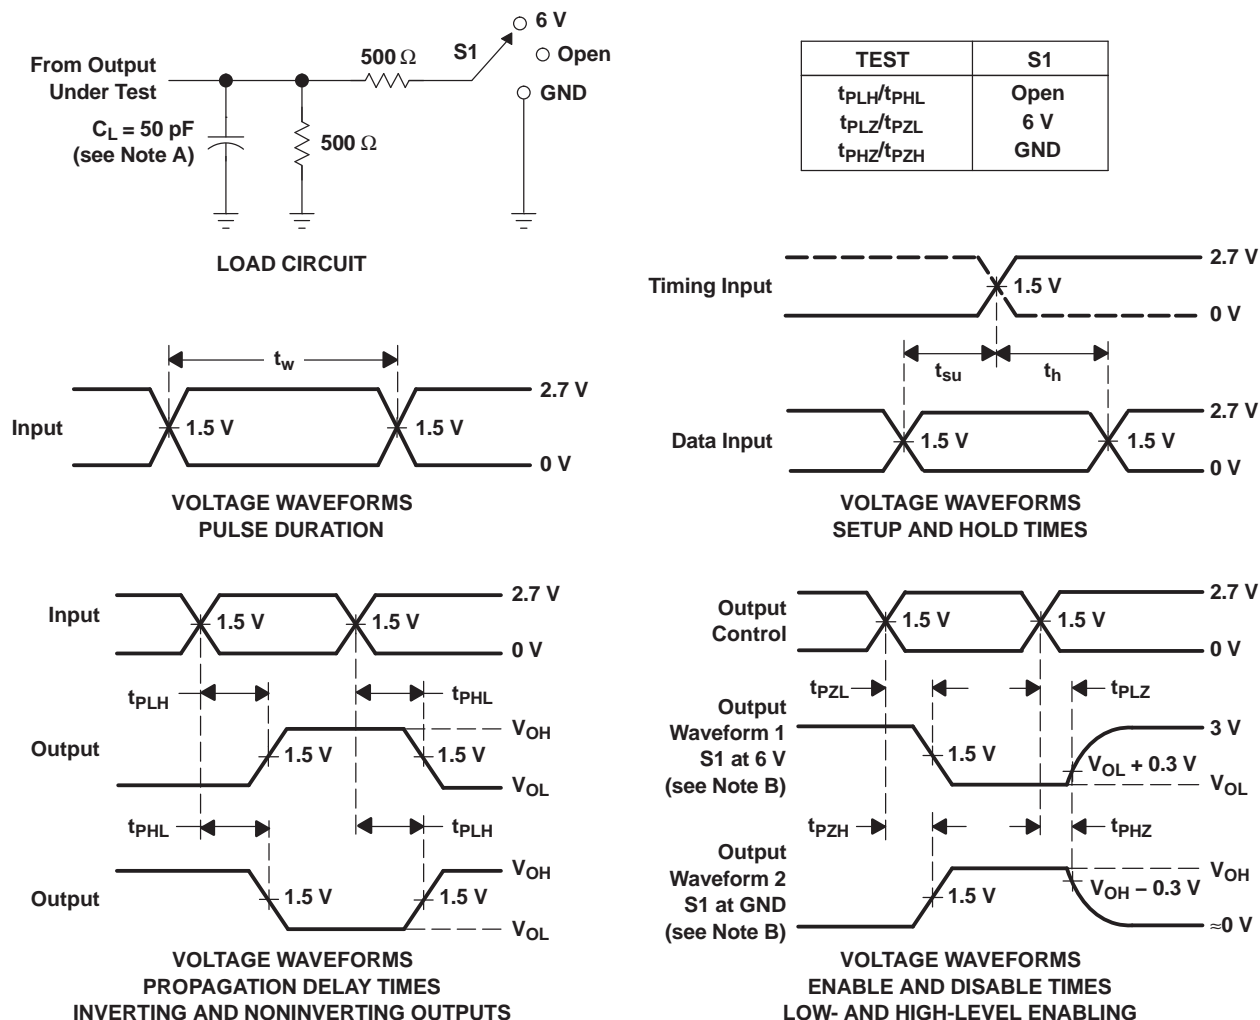 6 V
S1
500 Ω
Open
From Output
Under Test
GND
CL = 50 pF
(see Note A)
500 Ω
LOAD CIRCUIT
TEST S1
tPLH/tPHL Open
tPLZ/tPZL 6 V
tPHZ/tPZH GND
Timing Input
1.5 V
2.7 V
0 V
tsu
th
Data Input
1.5 V
1.5 V
2.7 V
0 V
VOLTAGE WAVEFORMS
SETUP AND HOLD TIMES
tw
Input
1.5 V
1.5 V
2.7 V
0 V
VOLTAGE WAVEFORMS
PULSE DURATION
Input
1.5 V
1.5 V
2.7 V
0 V
tPLH
tPHL
Output
1.5 V
1.5 V
VOH
VOL
tPHL
tPLH
Output
1.5 V
1.5 V
VOH
VOL
VOLTAGE WAVEFORMS
PROPAGATION DELAY TIMES
INVERTING AND NONINVERTING OUTPUTS
Output
Control
1.5 V
1.5 V
2.7 V
0 V
tPZL
tPLZ
Output
Waveform 1
S1 at 6 V
(see Note B)
1.5 V
3 V
VOL + 0.3 V
VOL
tPZH
tPHZ
Output
Waveform 2
S1 at GND
(see Note B)
1.5 V
VOH
VOH − 0.3 V
≈0 V
VOLTAGE WAVEFORMS
ENABLE AND DISABLE TIMES
LOW- AND HIGH-LEVEL ENABLING